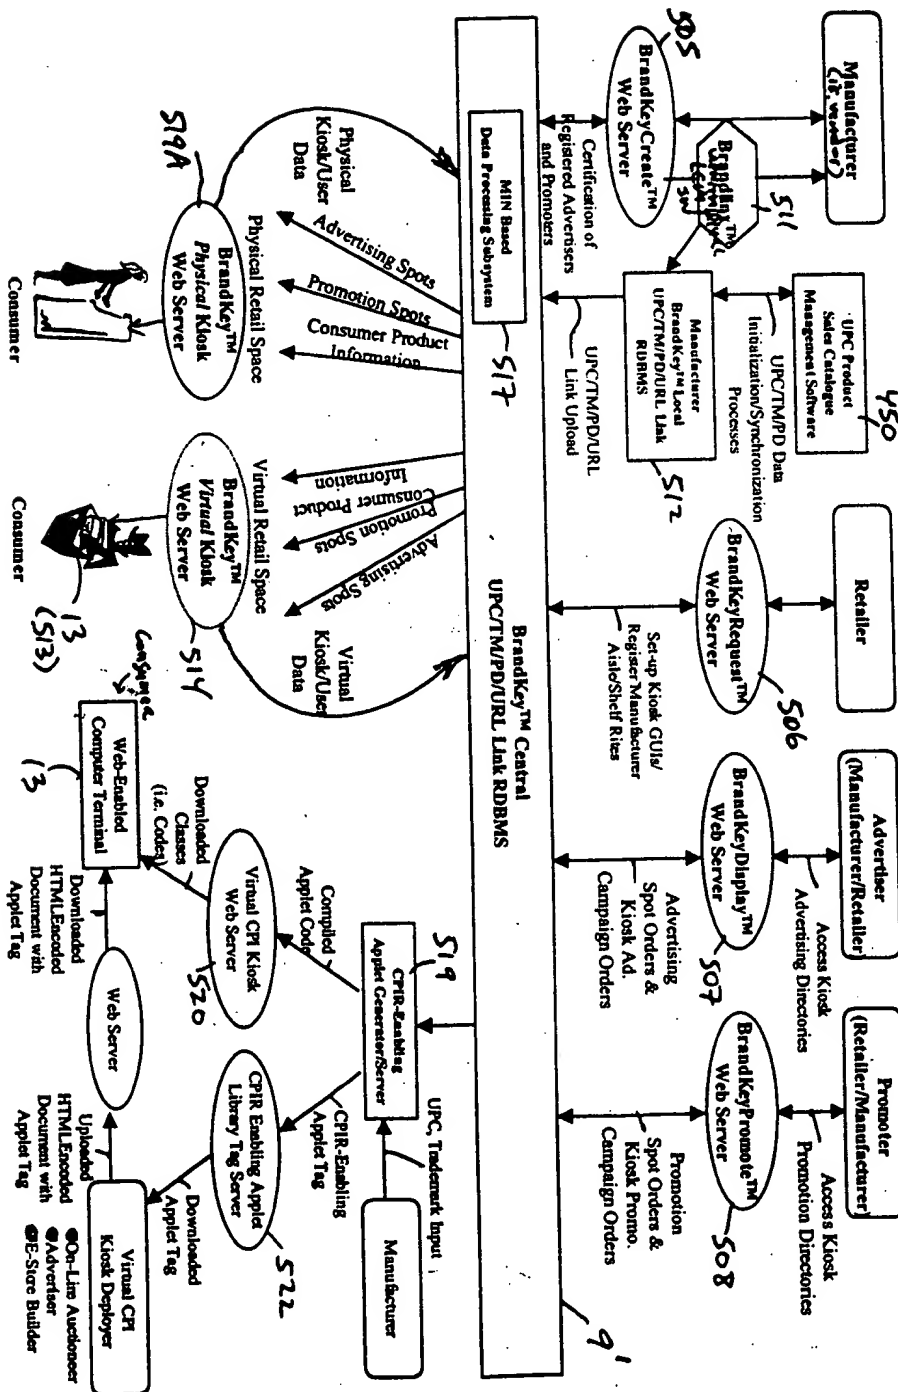 Manufacturer
(i.e. vendor)
BrandKeyCreate™
Web Server
505
BrandKey™
511
Certification of
Registered Advertisers
and Promoters
UPC Product
Sales Catalogue
Management Software
450
UPC/TM/PD Data
Initialization/Synchronization
Processes
Manufacturer
BrandKey™ Local
UPC/TM/PD/URL Link
RDBMS
512
UPC/TM/PD/URL
Link Upload
Retailer
BrandKeyRequest™
Web Server
506
Set-up Kiosk GUIs/
Register Manufacturer
Aisle/Shelf Rites
Advertiser
(Manufacturer/Retailer)
Access Kiosk
Advertising Directories
BrandKeyDisplay™
Web Server
507
Advertising
Spot Orders &
Kiosk Ad.
Campaign Orders
Promoter
(Retailer/Manufacturer)
Access Kiosk
Promotion Directories
BrandKeyPromote™
Web Server
508
Promotion
Spot Orders &
Kiosk Promo.
Campaign Orders
9'
BrandKey™ Central
UPC/TM/PD/URL Link RDBMS
MIN Based
Data Processing Subsystem
517
Physical
Kiosk/User
Data
Advertising Spots
Promotion Spots
Consumer Product
Information
Physical Retail Space
BrandKey™
Physical Kiosk
Web Server
519A
Consumer
Consumer Product
Information
Promotion Spots
Advertising Spots
Virtual Retail Space
BrandKey™
Virtual Kiosk
Web Server
514
Virtual
Kiosk/User
Data
Consumer
13
(513)
CPIR-Enabling
Applet Generator/Server
519
UPC, Trademark Input
Manufacturer
Compiled
Applet Code
CPIR-Enabling
Applet Tag
Virtual CPI Kiosk
Web Server
520
CPIR Enabling Applet
Library Tag Server
522
Downloaded
Classes
(i.e. Codes)
Downloaded
Applet Tag
Consumer
Web-Enabled
Computer Terminal
13
Downloaded
HTMLEncoded
Document with
Applet Tag
Web Server
Uploaded
HTMLEncoded
Document with
Applet Tag
Virtual CPI
Kiosk Deployer
●On-Line Auctioneer
●Advertiser
●E-Store Builder